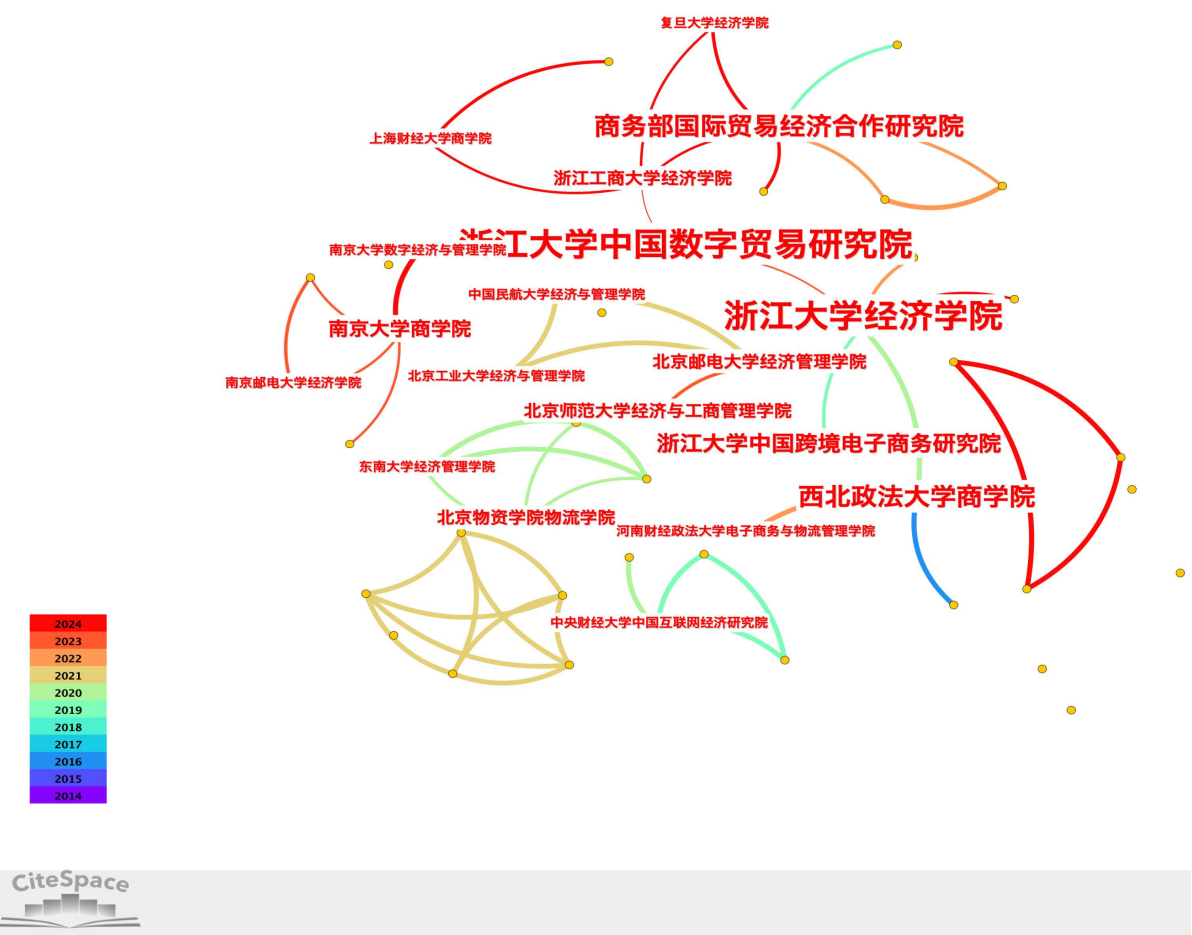 复旦大学经济学院
商务部国际贸易经济合作研究院
上海财经大学商学院
浙江工商大学经济学院
浙江大学中国数字贸易研究院
南京大学数字经济与管理学院
中国民航大学经济与管理学院
浙江大学经济学院
南京大学商学院
北京邮电大学经济管理学院
南京邮电大学经济学院
北京工业大学经济与管理学院
北京师范大学经济与工商管理学院
浙江大学中国跨境电子商务研究院
东南大学经济管理学院
西北政法大学商学院
北京物资学院物流学院
河南财经政法大学电子商务与物流管理学院
中央财经大学中国互联网经济研究院
2024
2023
2022
2021
2020
2019
2018
2017
2016
2015
2014
CiteSpace